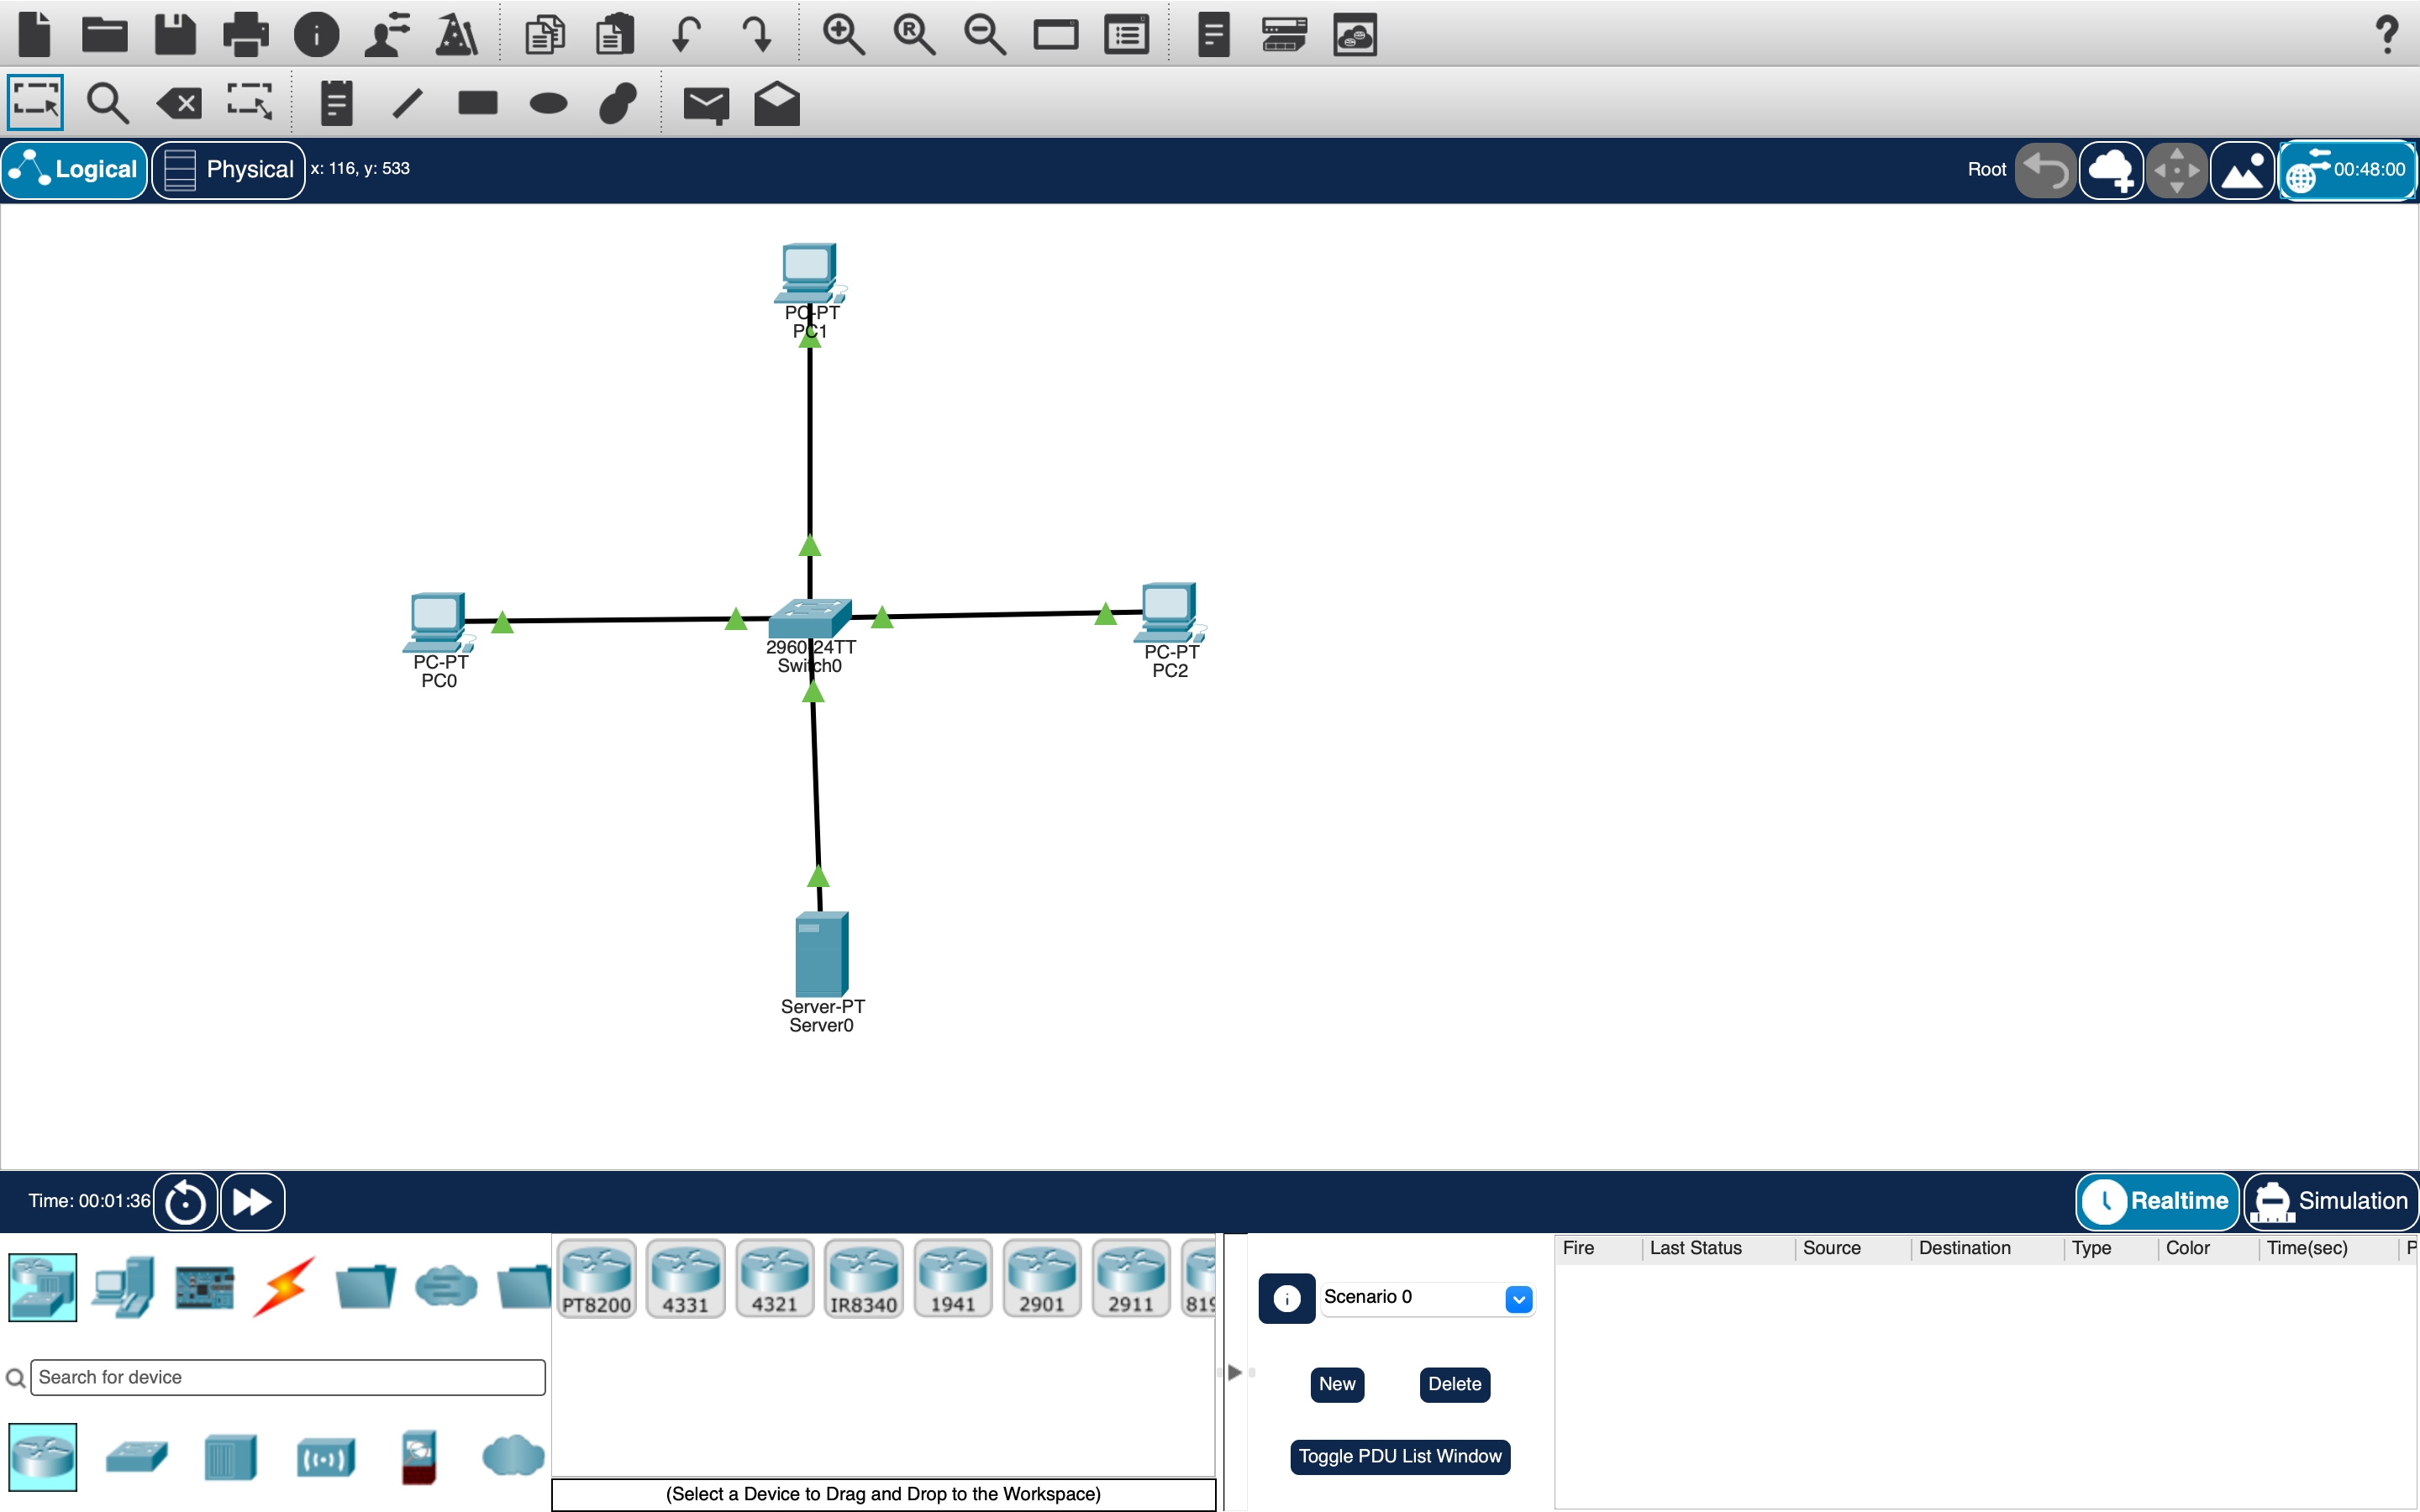 Logical
Physical
x: 116, y: 533
Root
00:48:00
PC-PT
PC1
PC-PT
PC0
2960-24TT
Switch0
PC-PT
PC2
Server-PT
Server0
Time: 00:01:36
Realtime
Simulation
PT8200
4331
4321
IR8340
1941
2901
2911
819
Scenario 0
Fire
Last Status
Source
Destination
Type
Color
Time(sec)
P
Search for device
New
Delete
Toggle PDU List Window
(Select a Device to Drag and Drop to the Workspace)